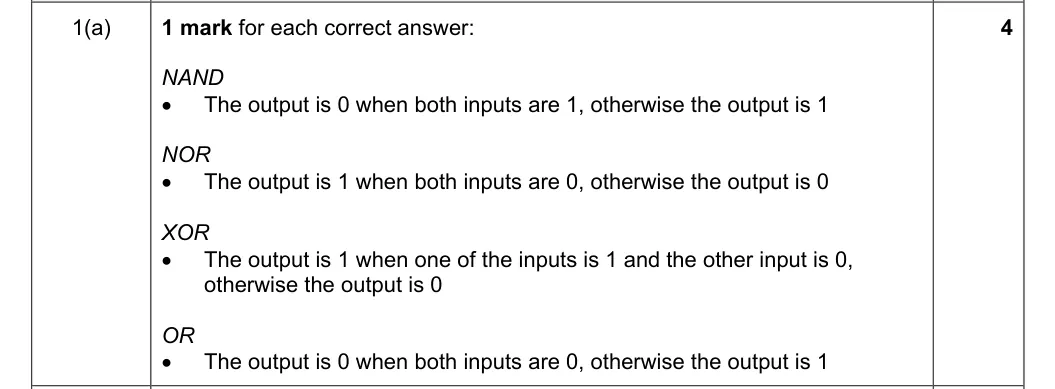 1(a) 1 mark for each correct answer: 4
NAND
• The output is 0 when both inputs are 1, otherwise the output is 1
NOR
• The output is 1 when both inputs are 0, otherwise the output is 0
XOR
• The output is 1 when one of the inputs is 1 and the other input is 0,
otherwise the output is 0
OR
• The output is 0 when both inputs are 0, otherwise the output is 1